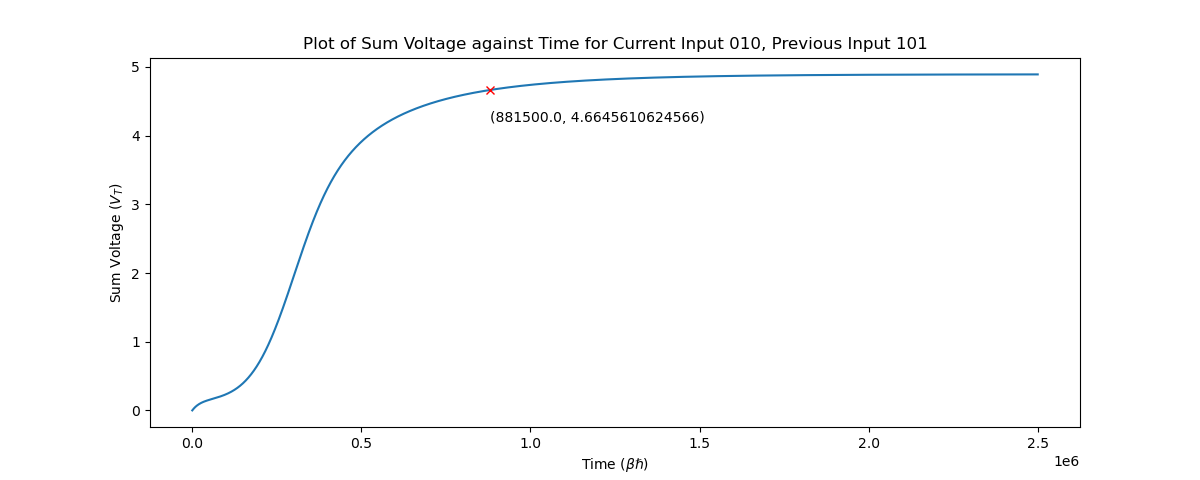 Plot of Sum Voltage against Time for Current Input 010, Previous Input 101
5
4
3
2
1
0
Sum Voltage (V_T)
(881500.0, 4.6645610624566)
0.0 0.5 1.0 1.5 2.0 2.5
1e6
Time (βℏ)